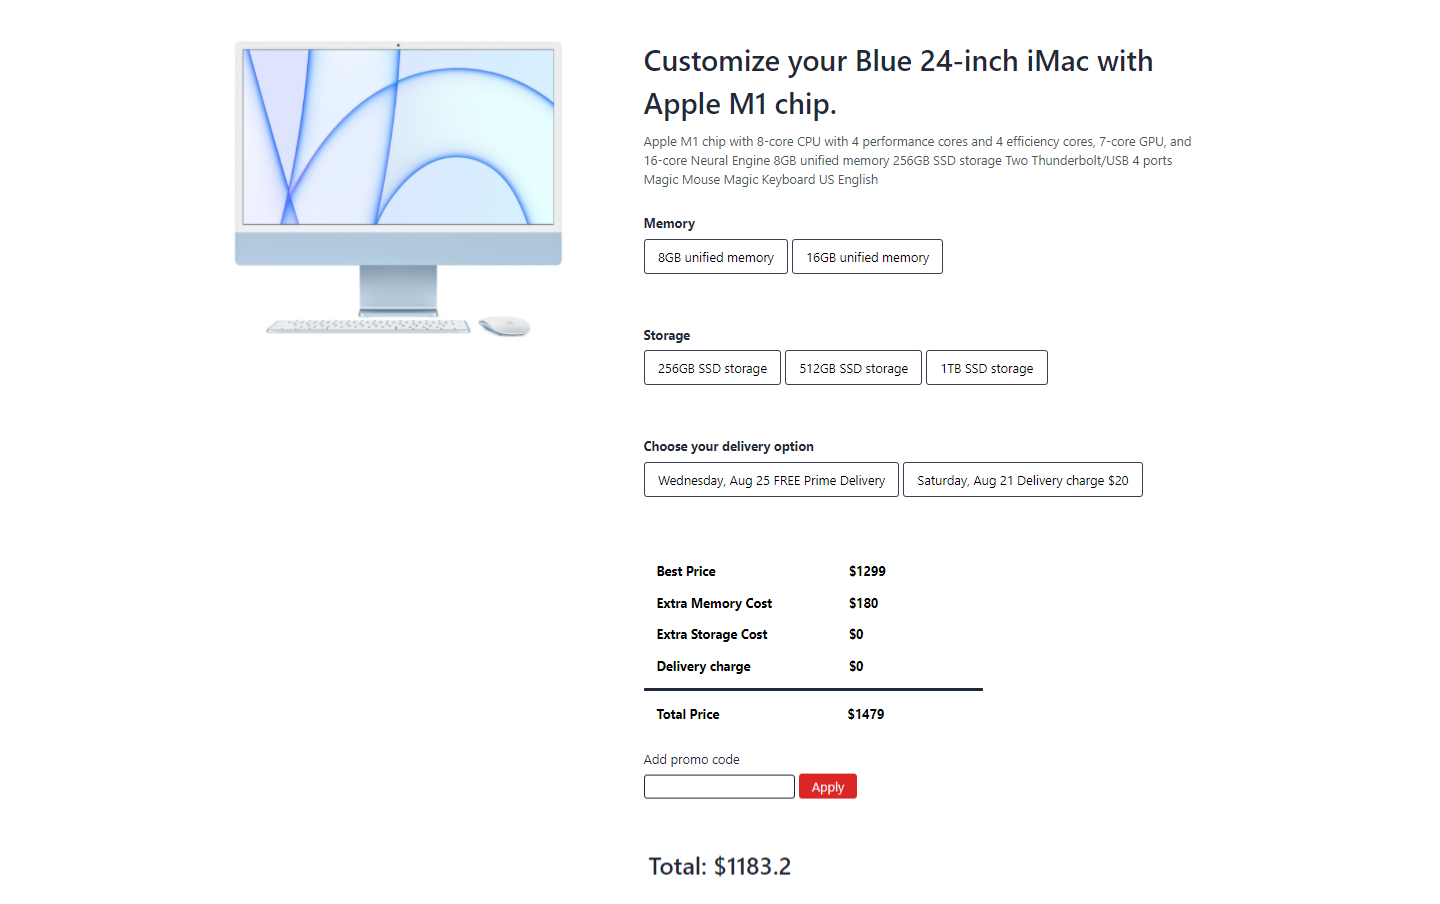 Customize your Blue 24-inch iMac with
Apple M1 chip.
Apple M1 chip with 8-core CPU with 4 performance cores and 4 efficiency cores, 7-core GPU, and
16-core Neural Engine 8GB unified memory 256GB SSD storage Two Thunderbolt/USB 4 ports
Magic Mouse Magic Keyboard US English
Memory
8GB unified memory 16GB unified memory
Storage
256GB SSD storage 512GB SSD storage 1TB SSD storage
Choose your delivery option
Wednesday, Aug 25 FREE Prime Delivery Saturday, Aug 21 Delivery charge $20
Best Price $1299
Extra Memory Cost $180
Extra Storage Cost $0
Delivery charge $0
Total Price $1479
Add promo code
Apply
Total: $1183.2